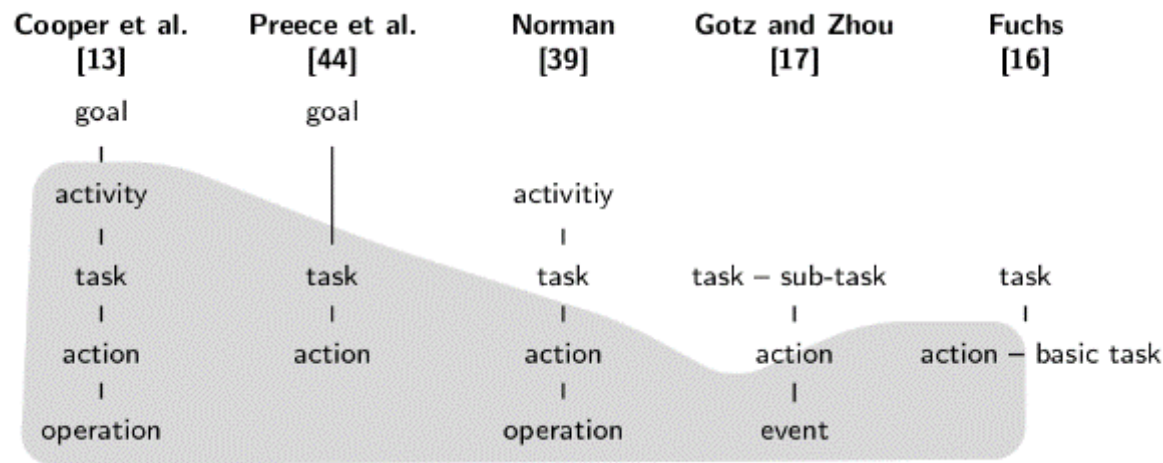 Cooper et al. Preece et al. Norman Gotz and Zhou Fuchs
[13] [44] [39] [17] [16]
goal goal
activity activitiy
task task task task – sub-task task
action action action action action – basic task
operation operation event